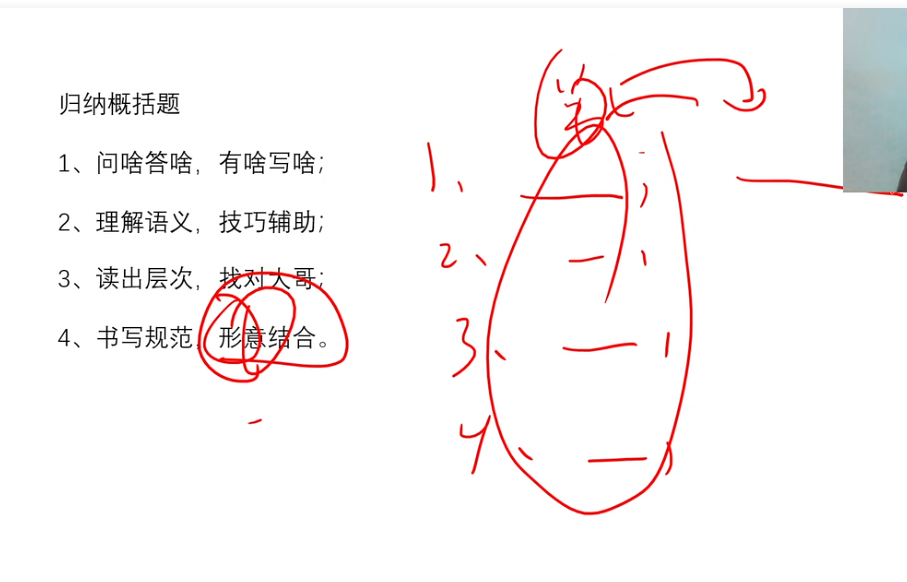 归纳概括题
1、问啥答啥，有啥写啥；
2、理解语义，技巧辅助；
3、读出层次，找对大哥；
4、书写规范，形意结合。
1、
2、
3、
4、